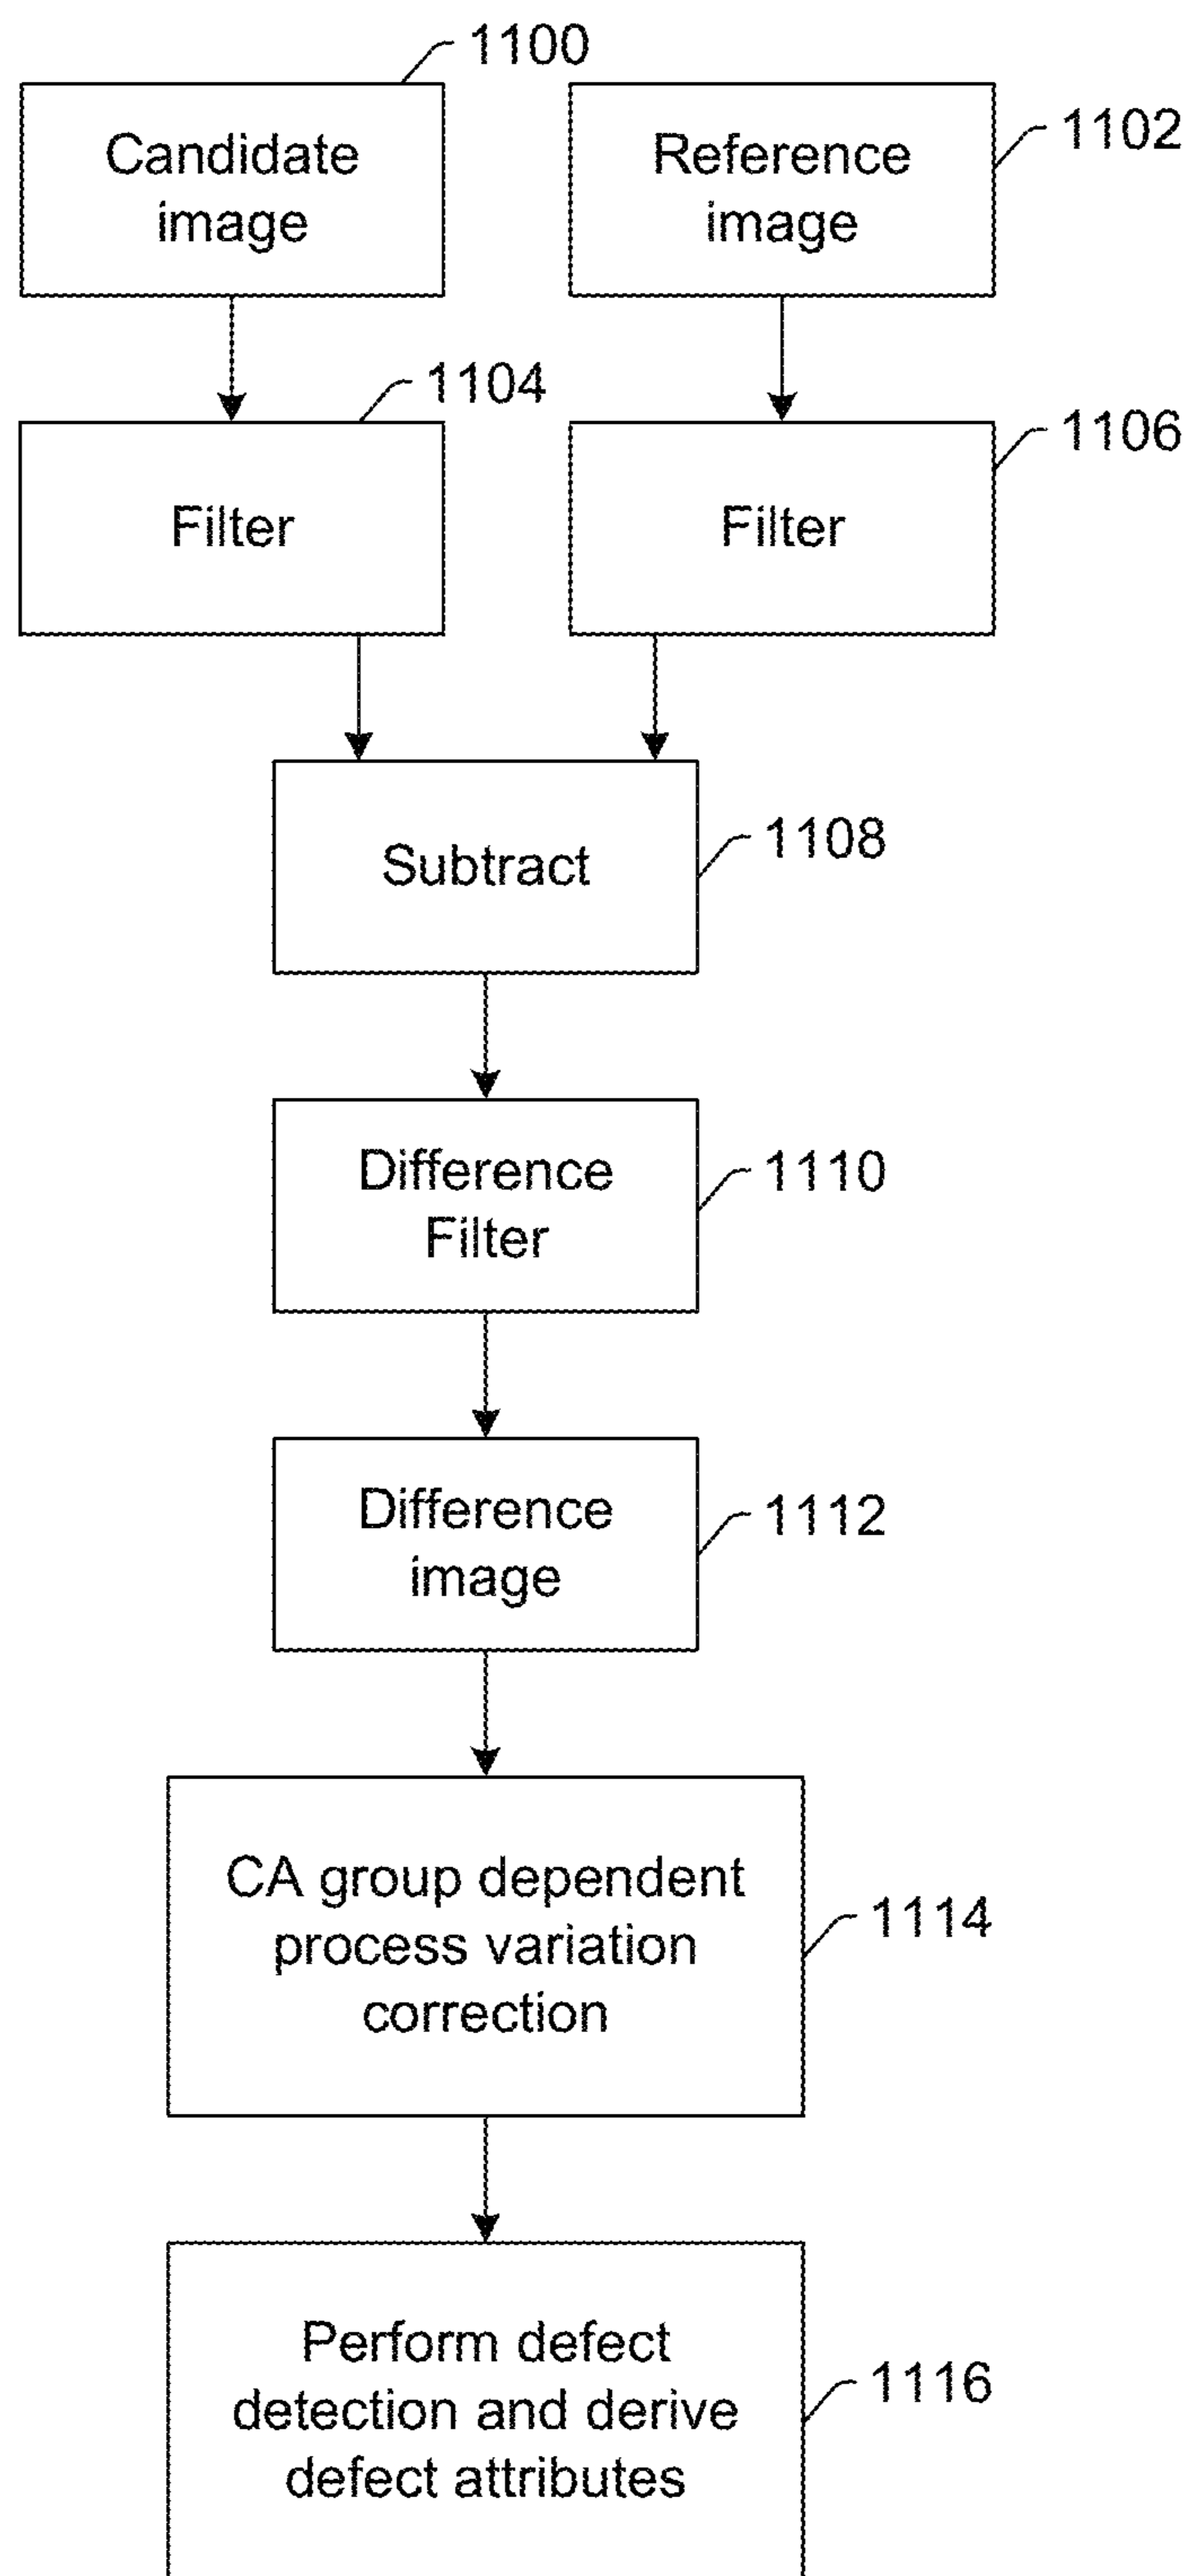 1100
Candidate
image
1102
Reference
image
1104
Filter
1106
Filter
Subtract
1108
Difference
Filter
1110
Difference
image
1112
CA group dependent
process variation
correction
1114
Perform defect
detection and derive
defect attributes
1116